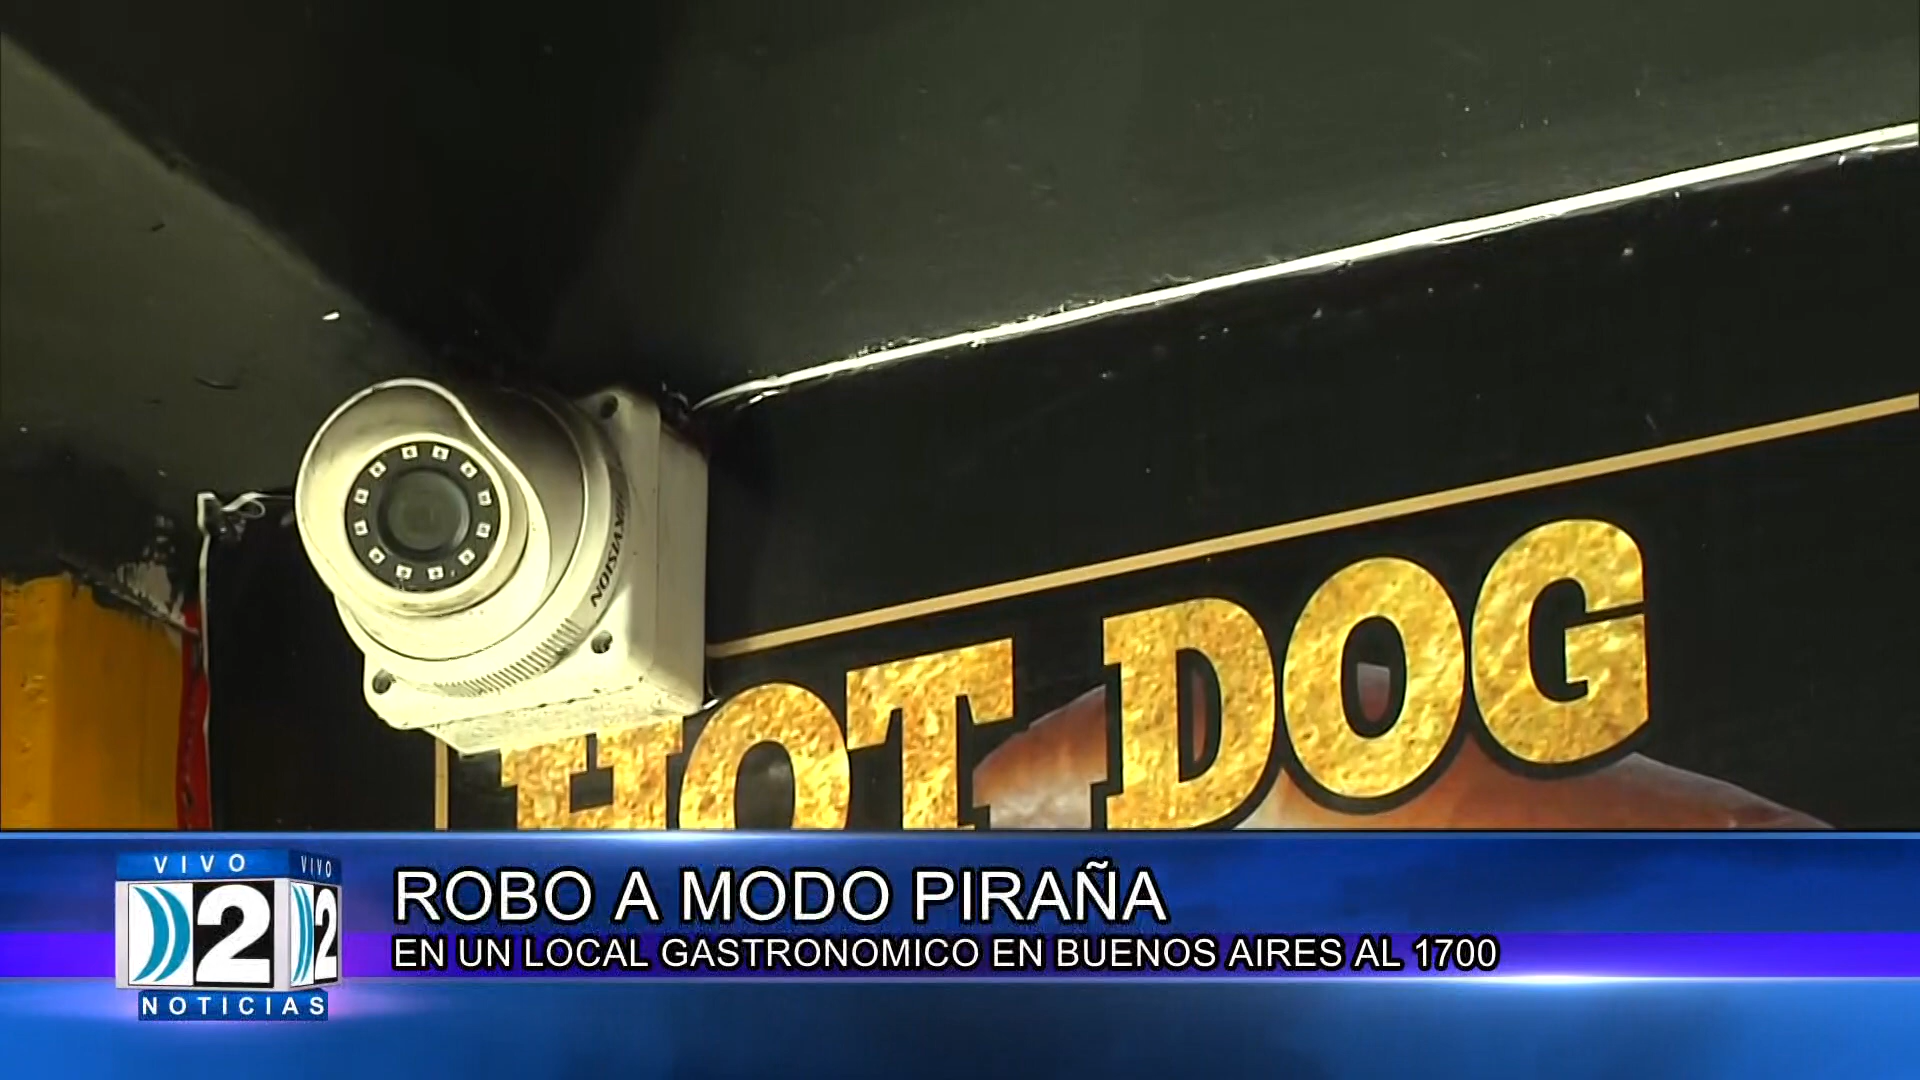 HIKVISION
HOT DOG
VIVO VIVO
2 2
NOTICIAS
ROBO A MODO PIRAÑA
EN UN LOCAL GASTRONOMICO EN BUENOS AIRES AL 1700